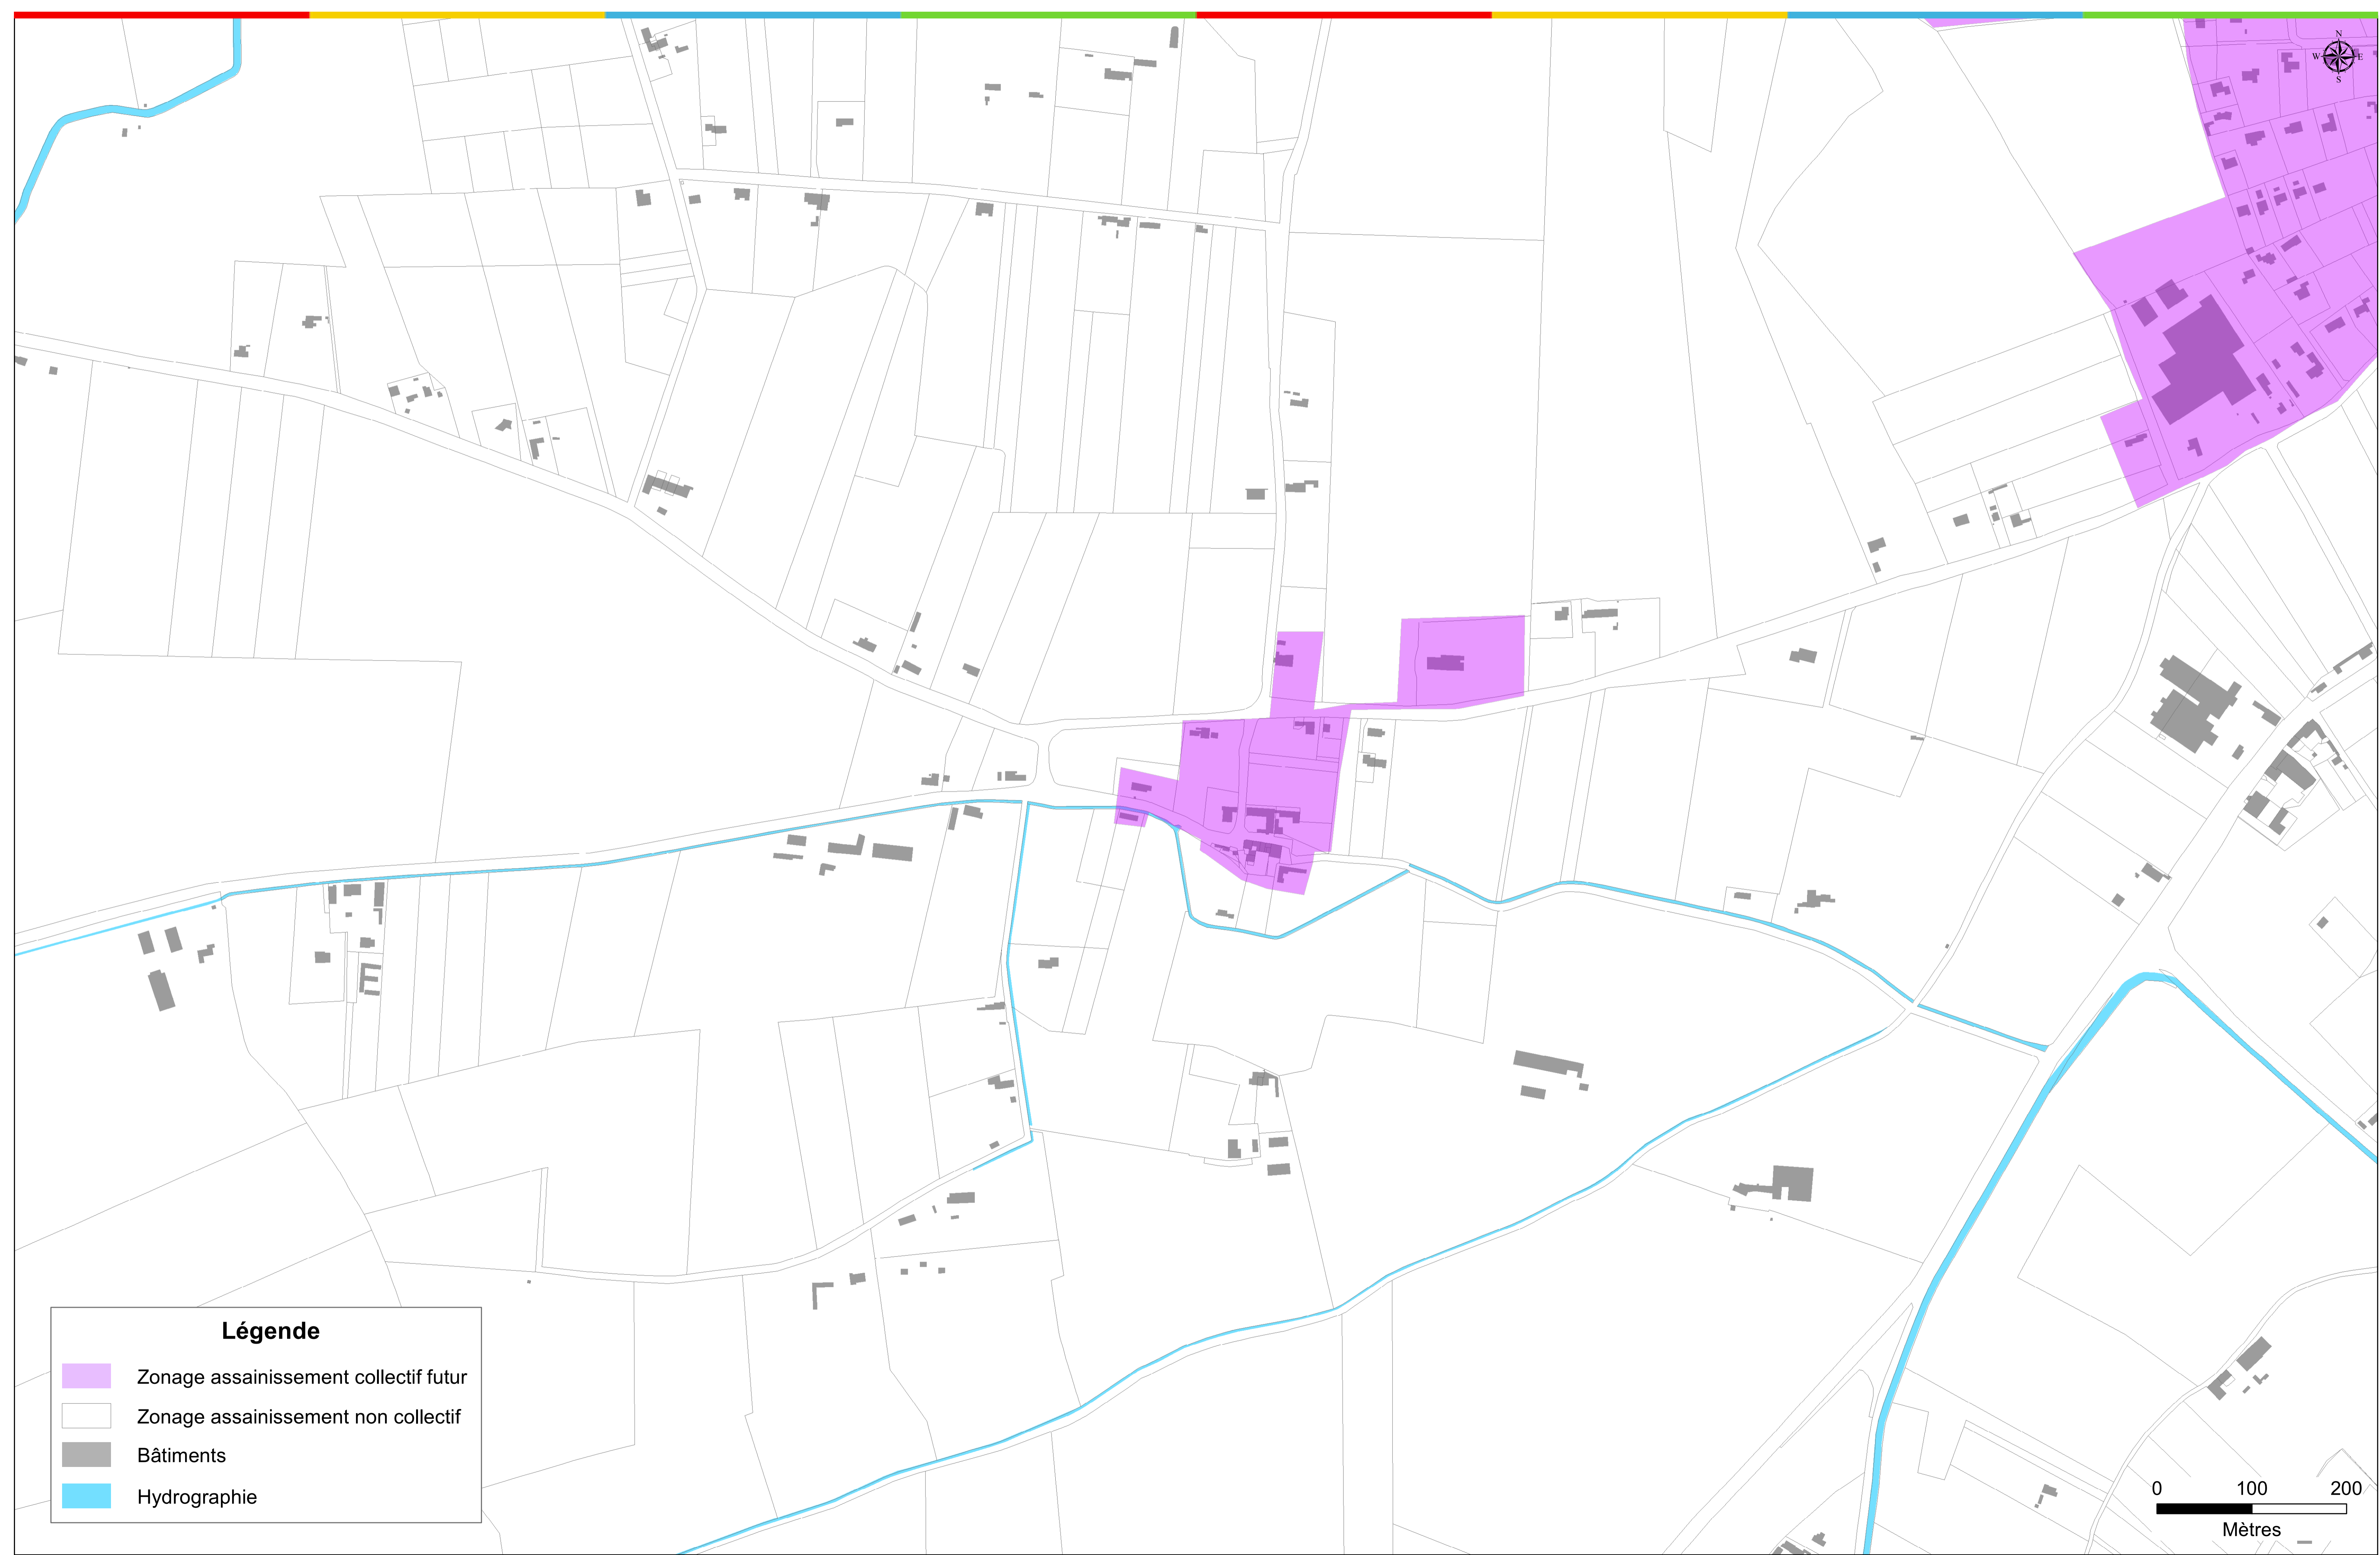 N
W E
S
Légende
Zonage assainissement collectif futur
Zonage assainissement non collectif
Bâtiments
Hydrographie
0 100 200
Mètres